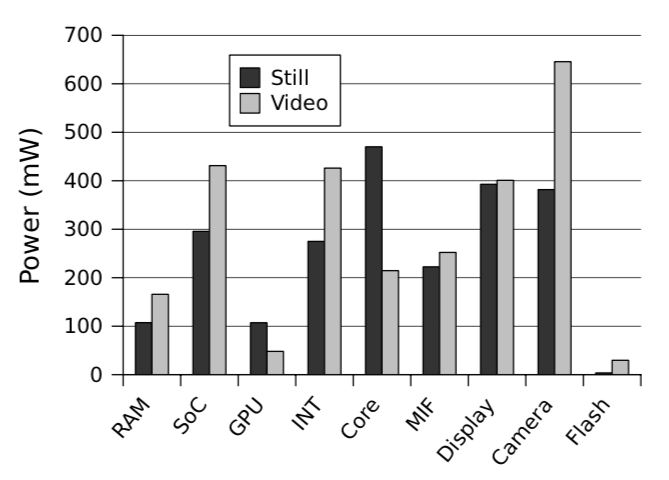 700
600
500
400
300
200
100
0
Power (mW)
Still
Video
RAM
SoC
GPU
INT
Core
MIF
Display
Camera
Flash